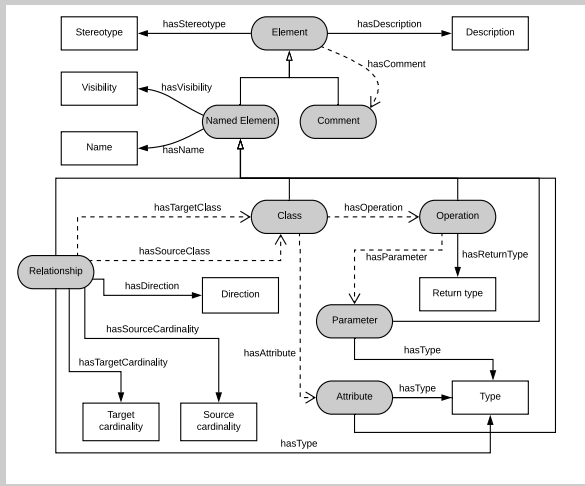 hasStereotype
hasDescription
Stereotype
Element
Description
hasComment
Visibility
hasVisibility
Named Element
Comment
Name
hasName
hasTargetClass
Class
hasOperation
Operation
hasSourceClass
hasParameter
hasReturnType
Relationship
hasDirection
Direction
Return type
hasSourceCardinality
Parameter
hasAttribute
hasType
hasTargetCardinality
Attribute
hasType
Type
Target
cardinality
Source
cardinality
hasType